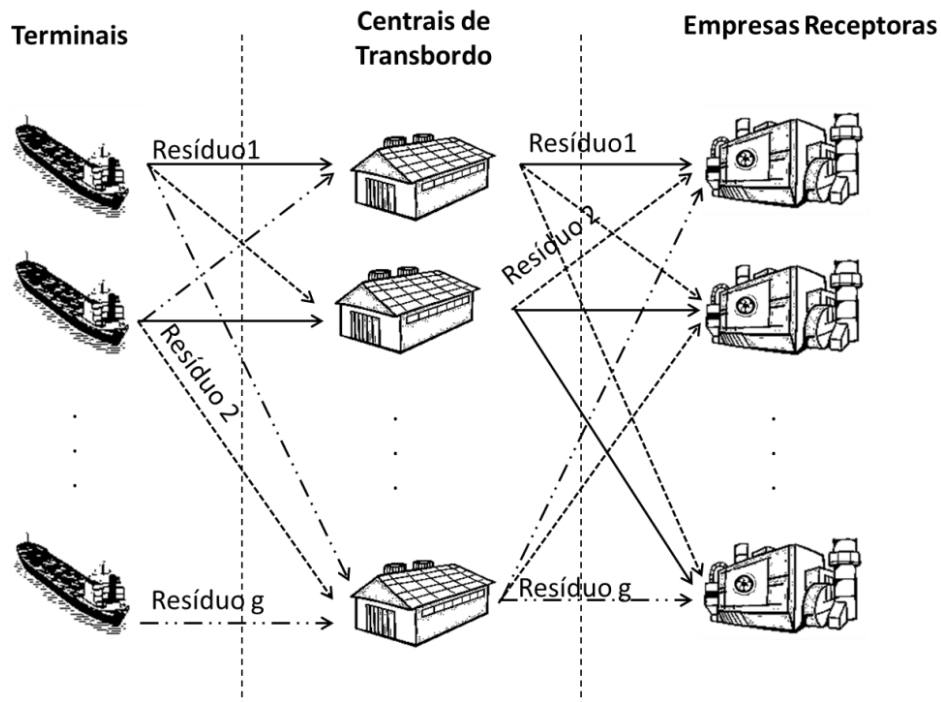 Terminais
Centrais de
Transbordo
Empresas Receptoras
Resíduo1
Resíduo1
Resíduo 2
Resíduo 2
Resíduo g
Resíduo g